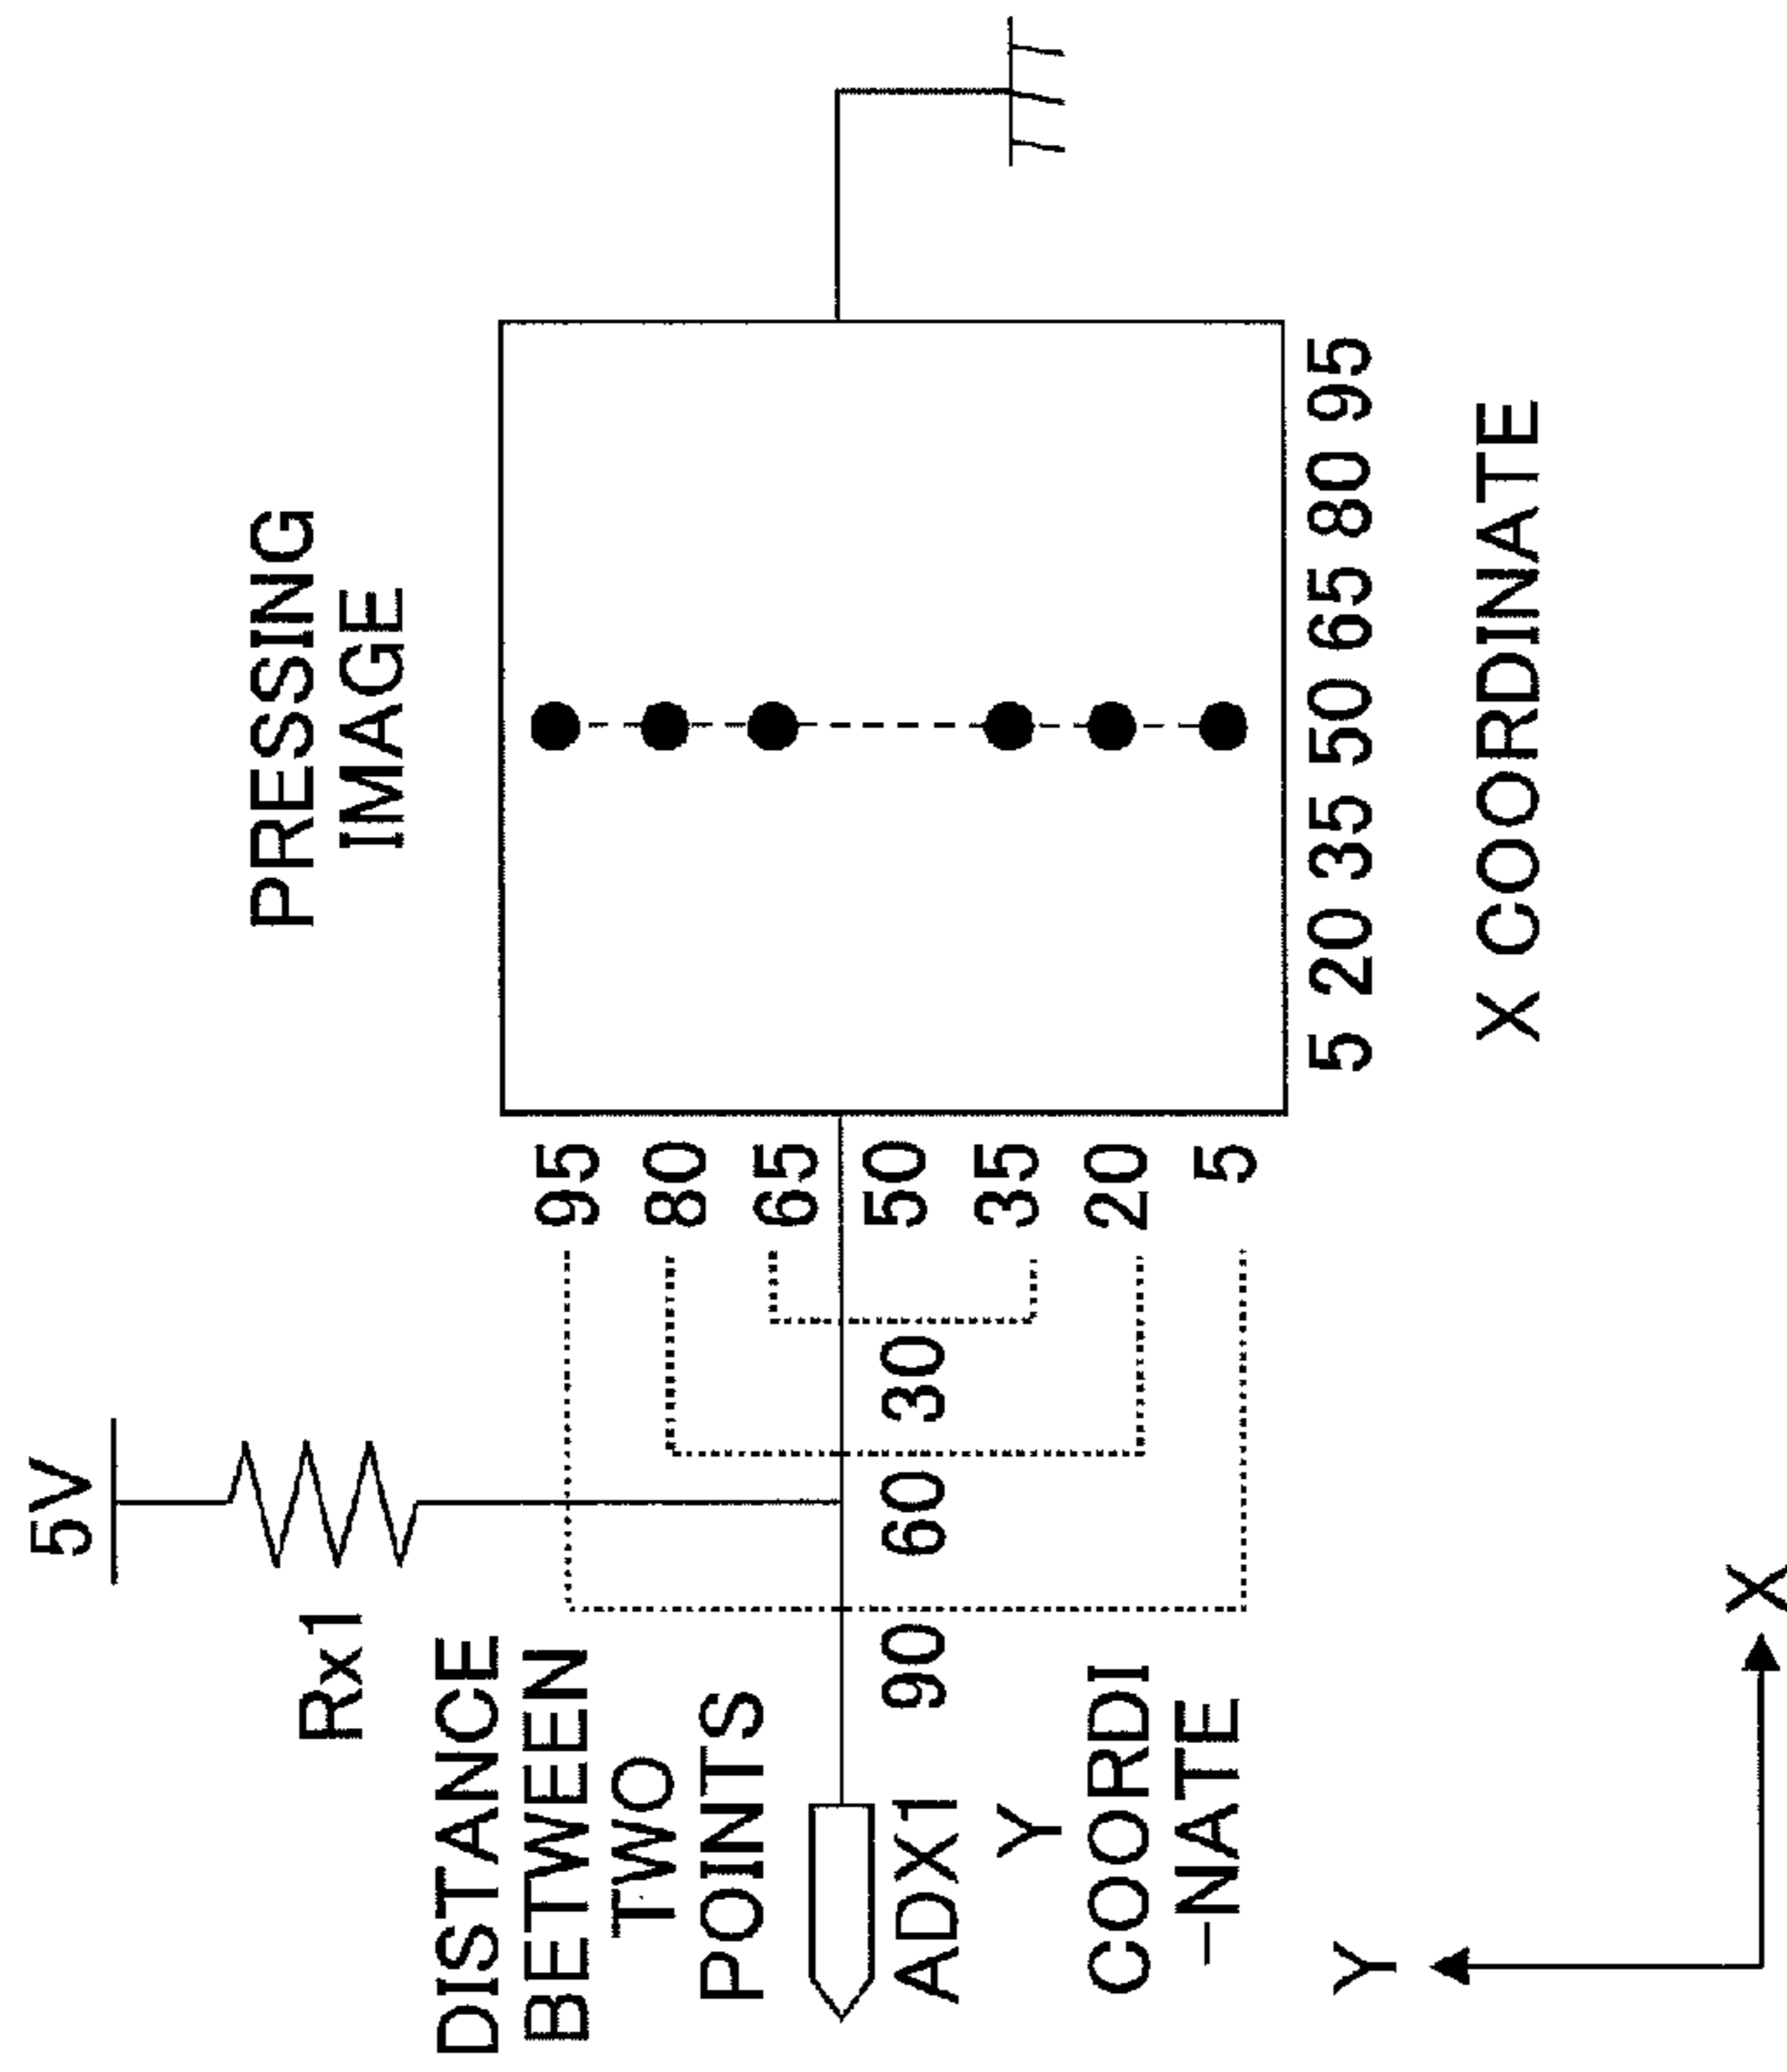 PRESSING
IMAGE
5V
Rx1
DISTANCE
BETWEEN
TWO
POINTS
ADX1
90 60 30
Y
COORDI
-NATE
95
80
65
50
35
20
5
5 20 35 50 65 80 95
X COORDINATE
Y
X